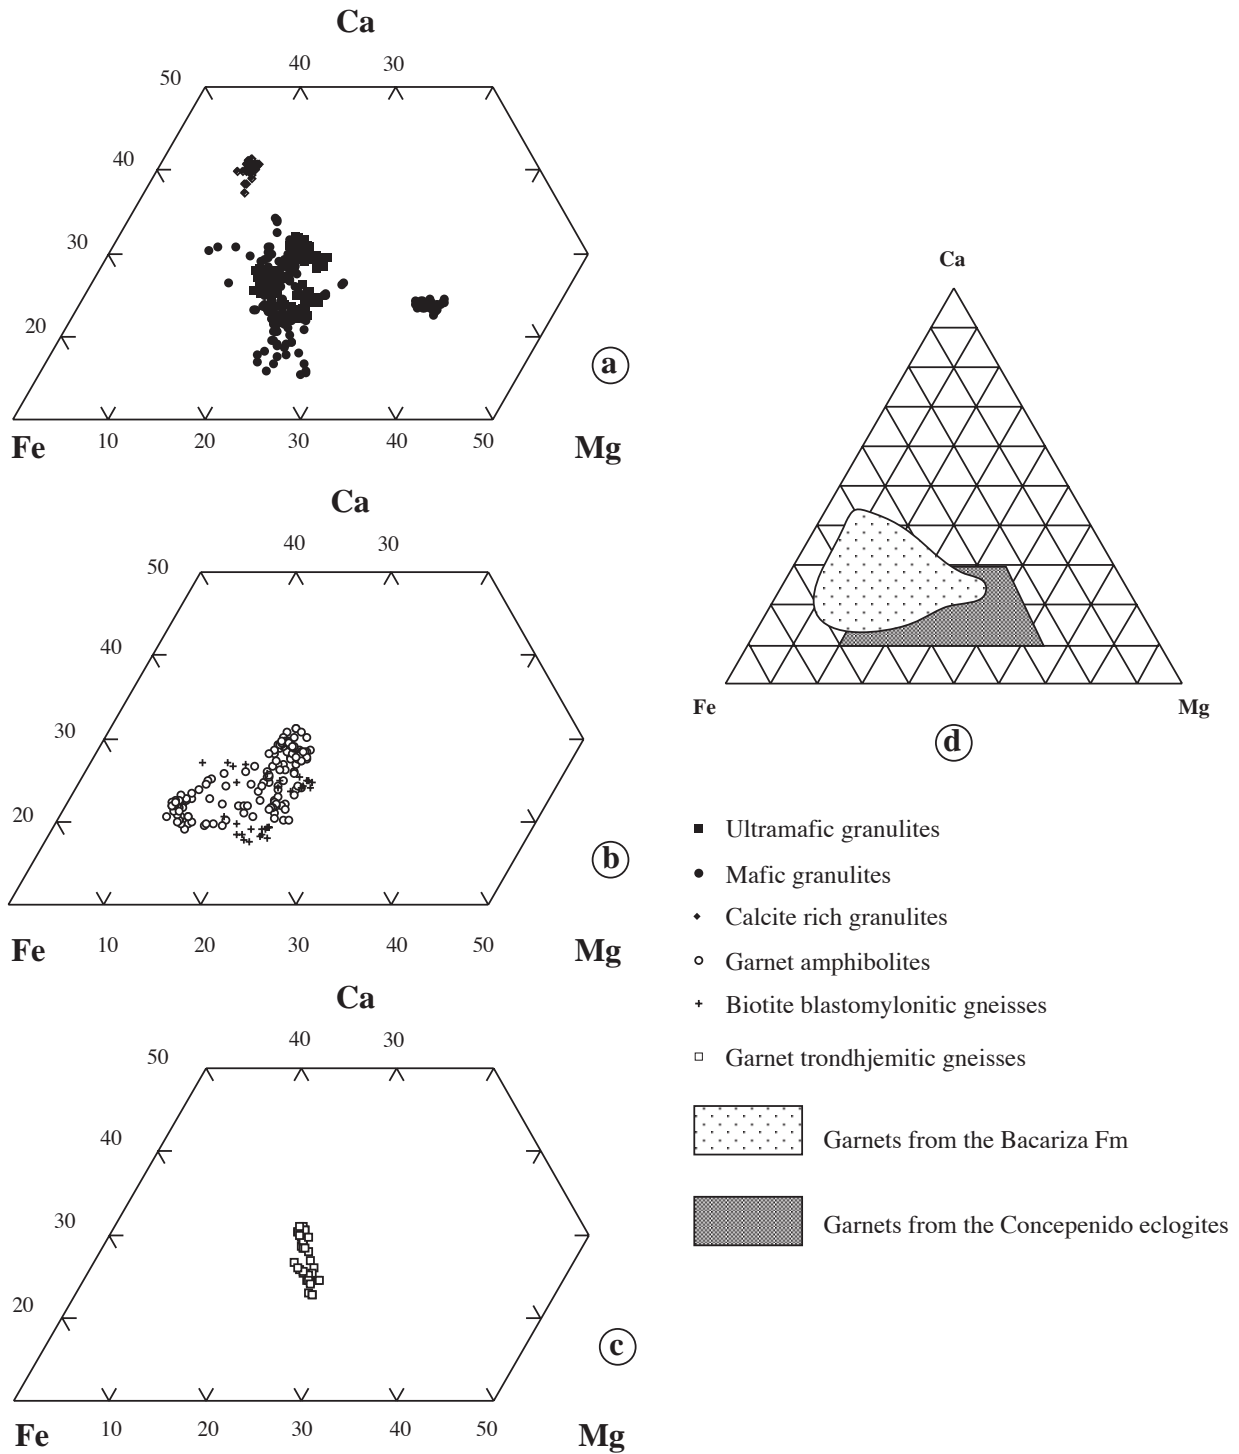 Ca
50 40 30
40
30
20
a
Fe 10 20 30 40 50 Mg
Ca
50 40 30
40
30
20
b
Fe 10 20 30 40 50 Mg
Ca
50 40 30
40
30
20
c
Fe 10 20 30 40 50 Mg
Ca
Fe Mg
d
Ultramafic granulites
Mafic granulites
Calcite rich granulites
Garnet amphibolites
Biotite blastomylonitic gneisses
Garnet trondhjemitic gneisses
Garnets from the Bacariza Fm
Garnets from the Concepenido eclogites